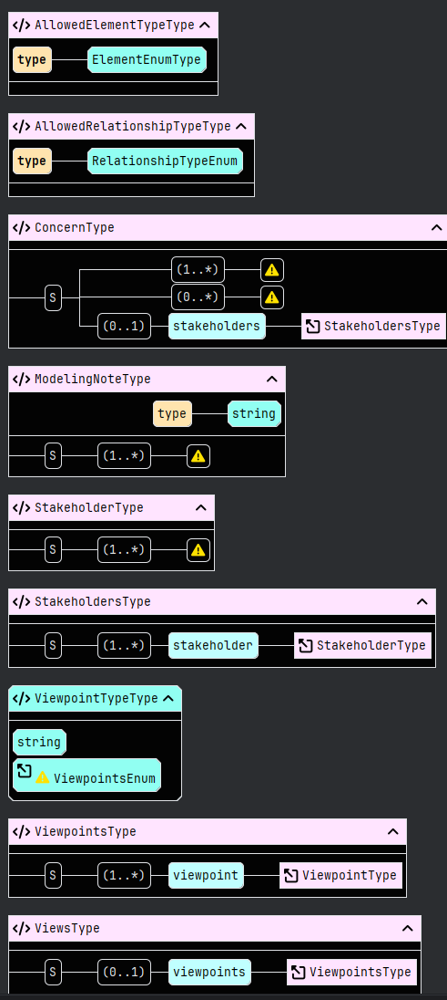 </> AllowedElementTypeType
type ElementEnumType
</> AllowedRelationshipTypeType
type RelationshipTypeEnum
</> ConcernType
(1..*)
S
(0..*)
(0..1) stakeholders StakeholdersType
</> ModelingNoteType
type string
S (1..*)
</> StakeholderType
S (1..*)
</> StakeholdersType
S (1..*) stakeholder StakeholderType
</> ViewpointTypeType
string
ViewpointsEnum
</> ViewpointsType
S (1..*) viewpoint ViewpointType
</> ViewsType
S (0..1) viewpoints ViewpointsType